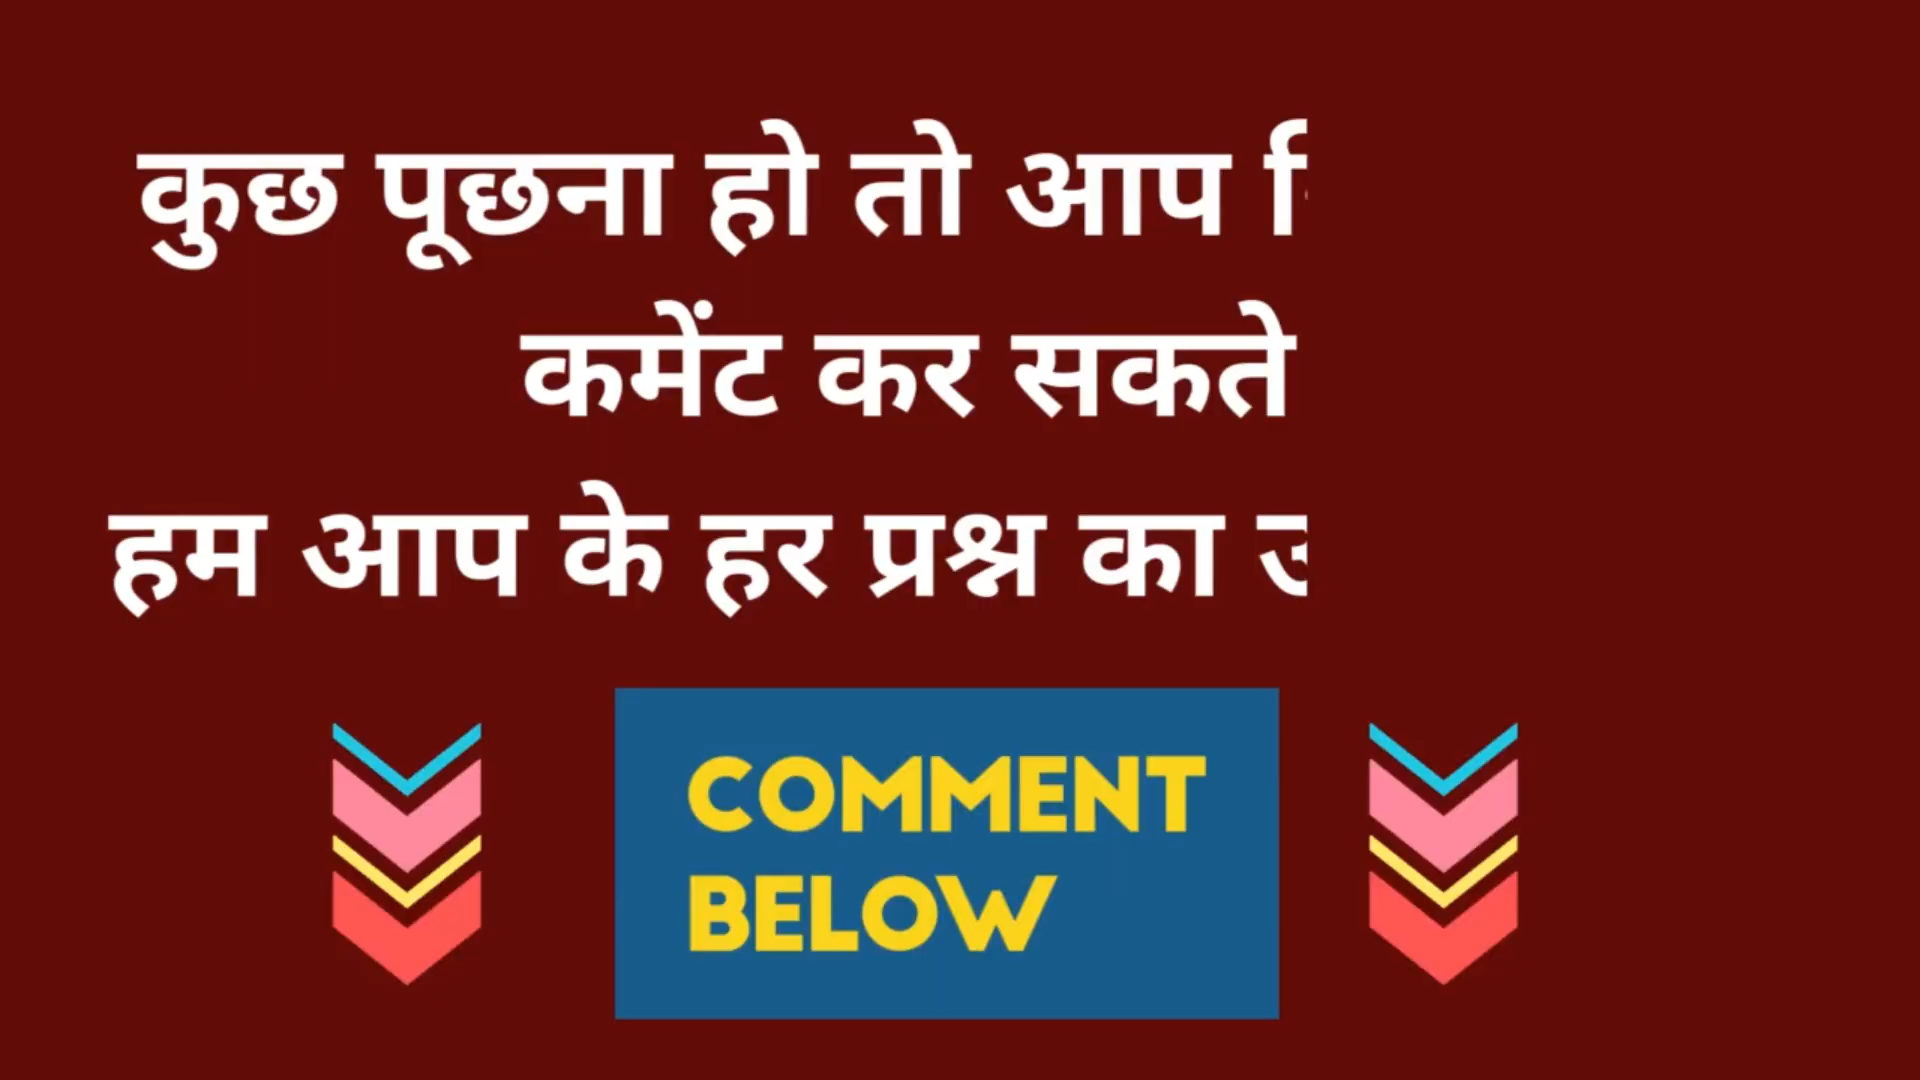 कुछ पूछना हो तो आप
कमेंट कर सकते
हम आप के हर प्रश्न का
COMMENT
BELOW